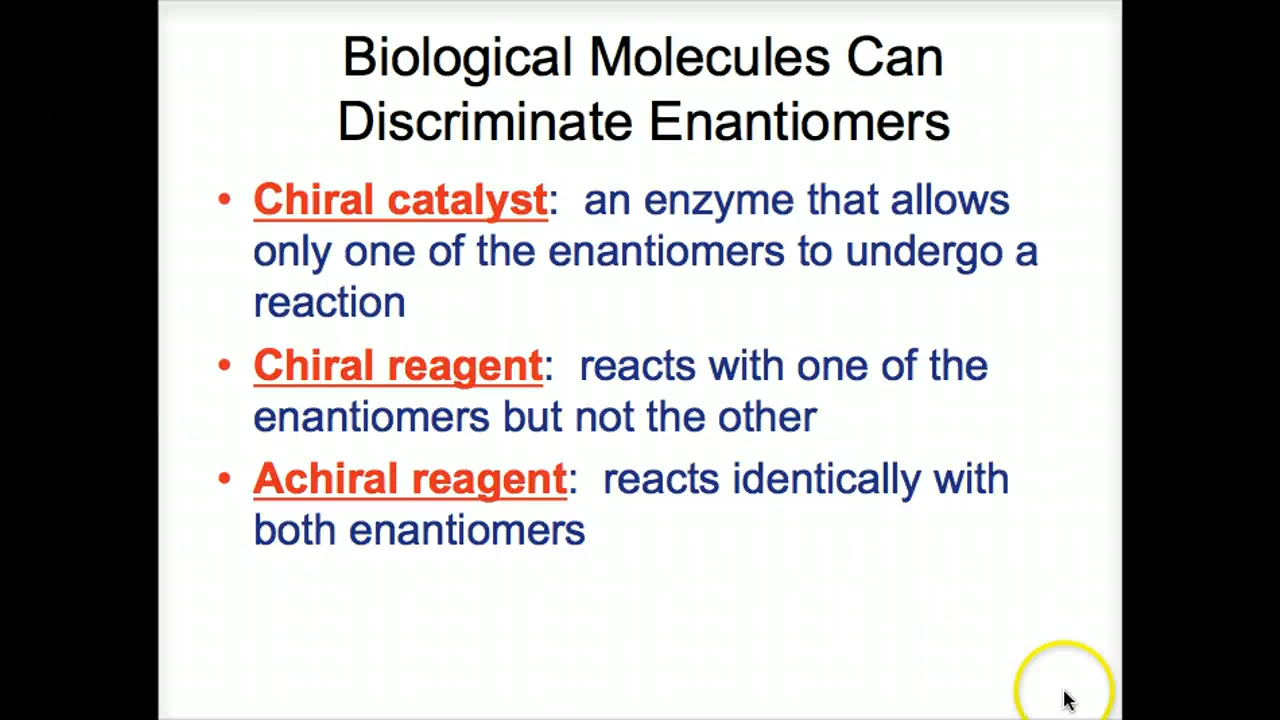 Biological Molecules Can
Discriminate Enantiomers
• Chiral catalyst: an enzyme that allows
only one of the enantiomers to undergo a
reaction
• Chiral reagent: reacts with one of the
enantiomers but not the other
• Achiral reagent: reacts identically with
both enantiomers